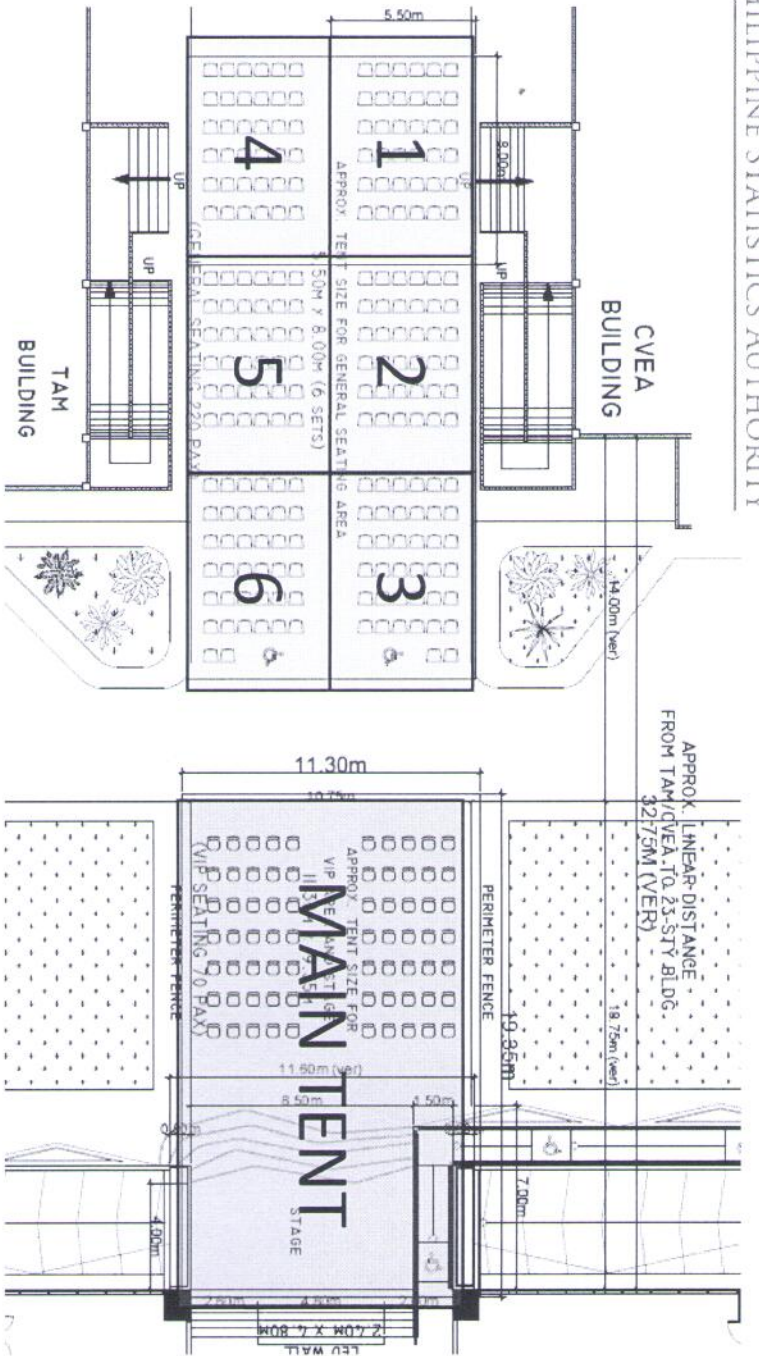 PHILIPPINE STATISTICS AUTHORITY
5.50m
8.00m
CVEA
BUILDING
TAM
BUILDING
UP
UP
UP
UP
1
2
3
4
5
6
APPROX. TENT SIZE FOR GENERAL SEATING AREA
5.50M X 8.00M (6 SETS)
(GENERAL SEATING 220 PAX)
14.00m (ver)
APPROX. LINEAR DISTANCE
FROM TAM/CVEA TO 23-STY BLDG.
32.75M (VER)
18.75m (ver)
11.30m
10.75m
PERIMETER FENCE
PERIMETER FENCE
19.35m
APPROX. TENT SIZE FOR
VIP
(VIP SEATING 70 PAX)
MAIN TENT
11.60m (ver)
8.50m
1.50m
7.00m
4.00m
STAGE
4.80m
2.40M X 4.80M
LED WALL